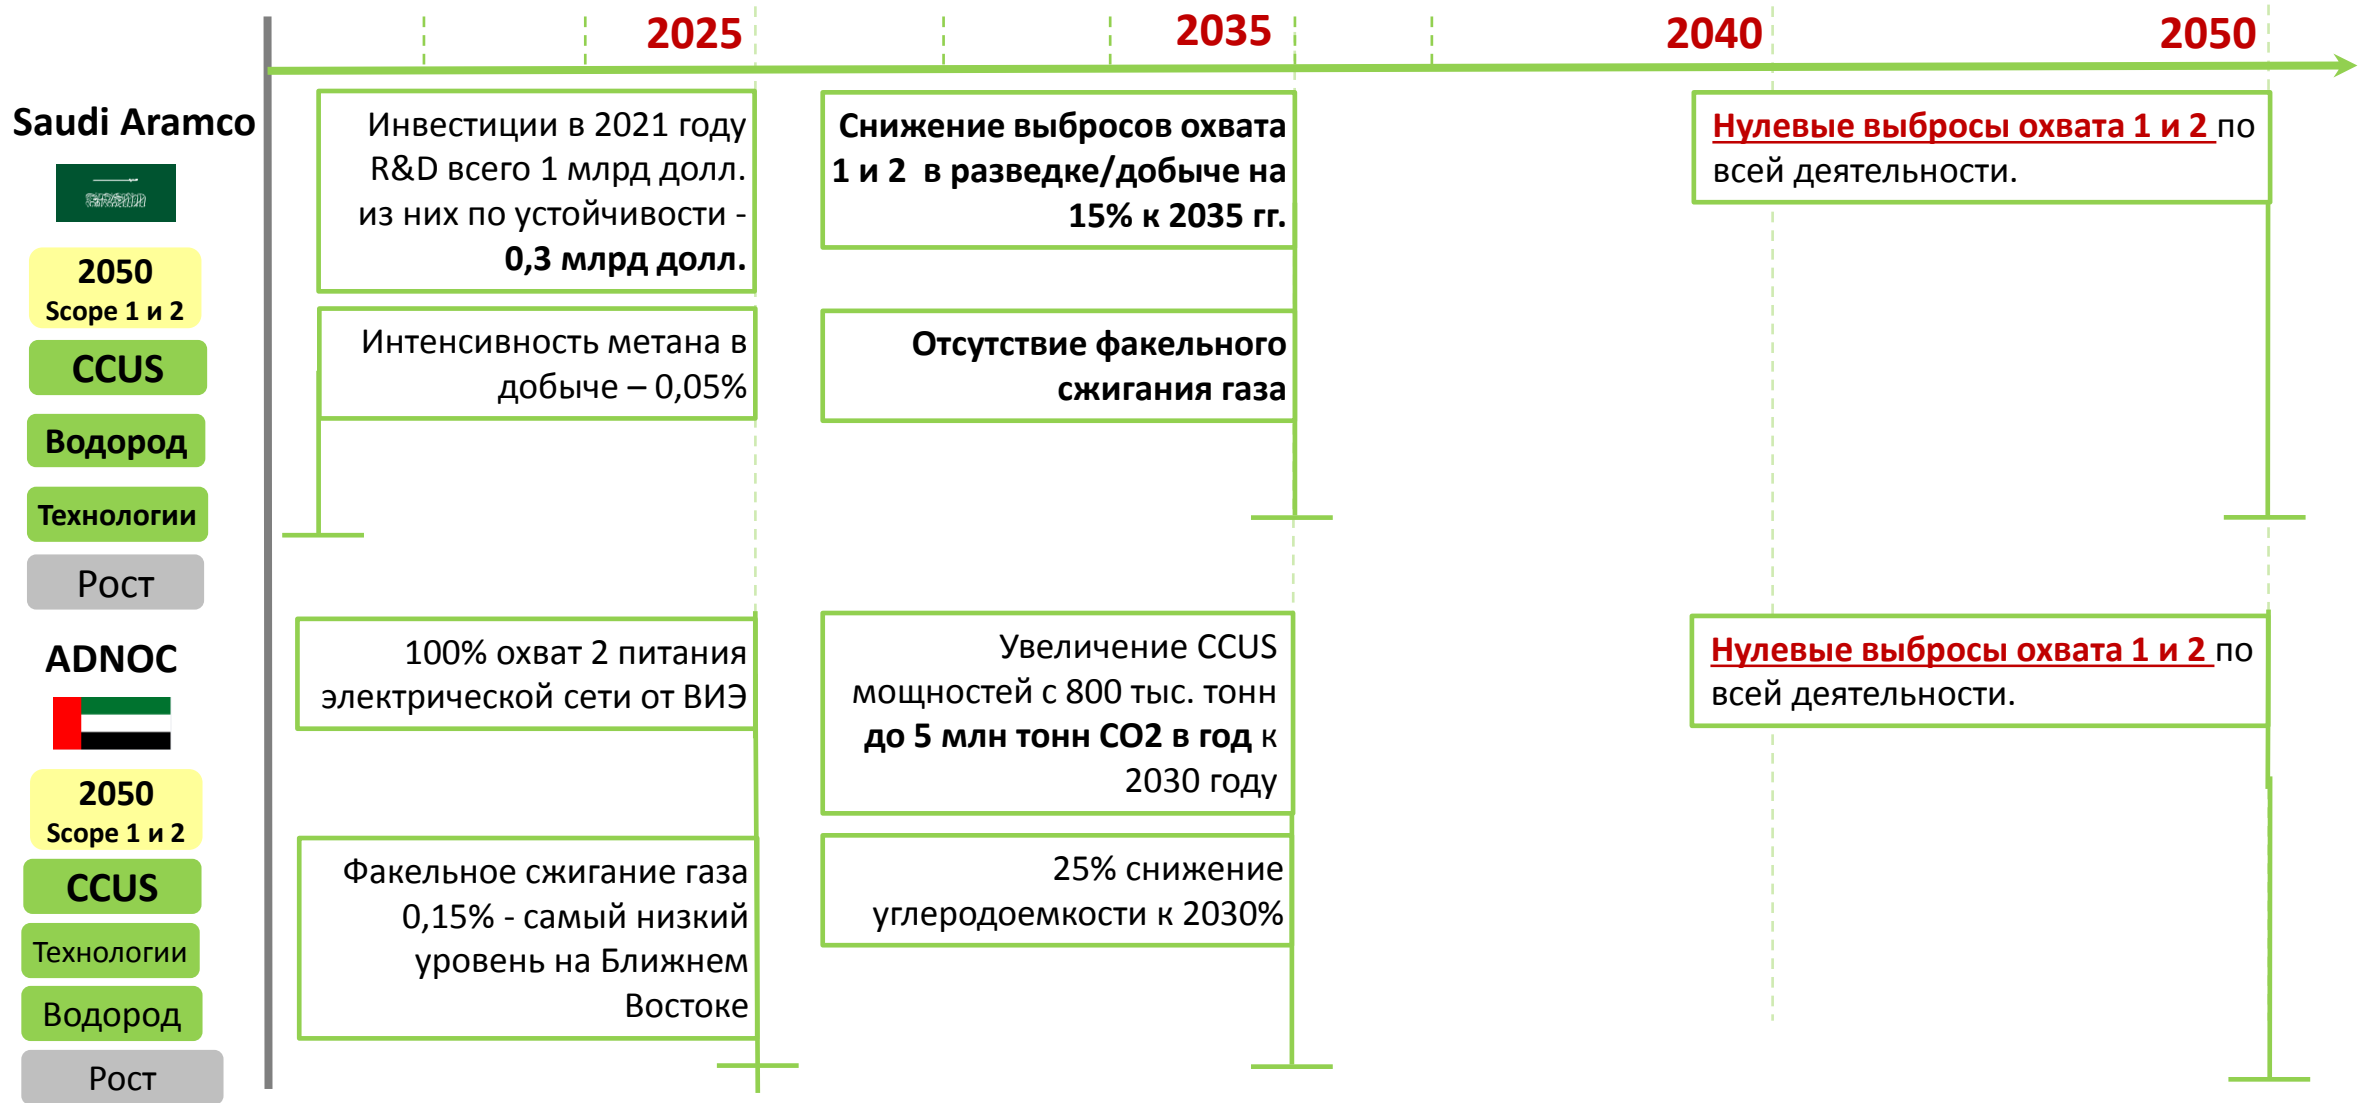 2025
2035
2040
2050
Saudi Aramco
2050
Scope 1 и 2
CCUS
Водород
Технологии
Рост
Инвестиции в 2021 году
R&D всего 1 млрд долл.
из них по устойчивости -
0,3 млрд долл.
Интенсивность метана в
добыче – 0,05%
Снижение выбросов охвата
1 и 2 в разведке/добыче на
15% к 2035 гг.
Отсутствие факельного
сжигания газа
Нулевые выбросы охвата 1 и 2 по
всей деятельности.
ADNOC
2050
Scope 1 и 2
CCUS
Технологии
Водород
Рост
100% охват 2 питания
электрической сети от ВИЭ
Факельное сжигание газа
0,15% - самый низкий
уровень на Ближнем
Востоке
Увеличение CCUS
мощностей с 800 тыс. тонн
до 5 млн тонн СО2 в год к
2030 году
25% снижение
углеродоемкости к 2030%
Нулевые выбросы охвата 1 и 2 по
всей деятельности.